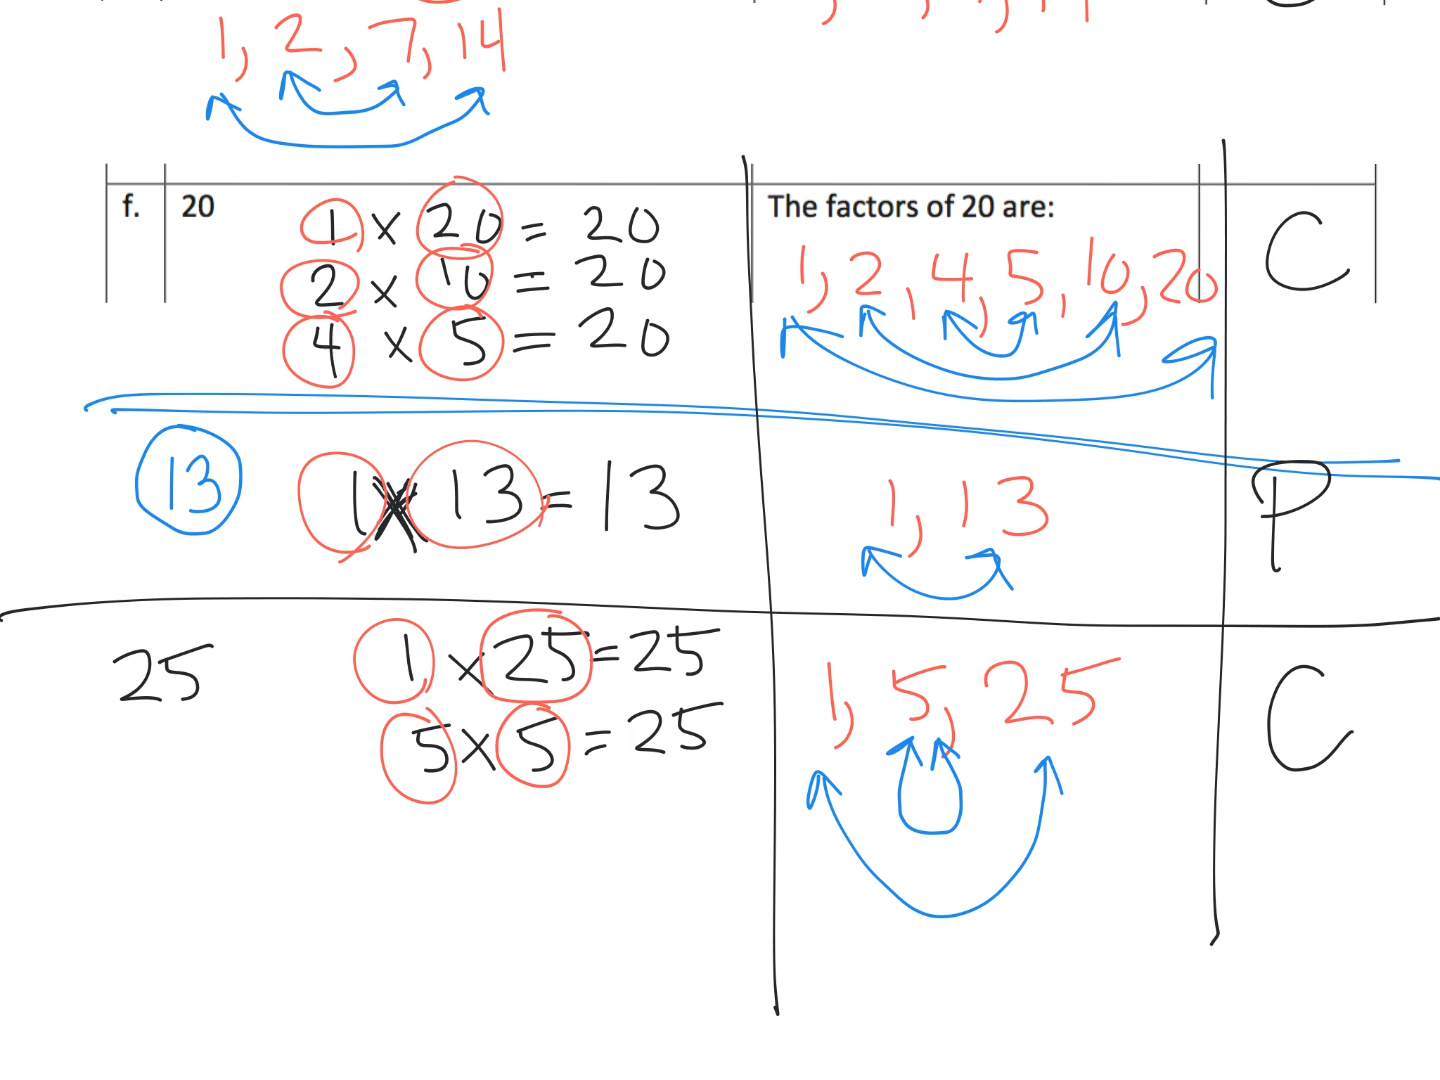 1, 2, 7, 14
f. 20 1 × 20 = 20 The factors of 20 are: C
2 × 10 = 20 1, 2, 4, 5, 10, 20
4 × 5 = 20
13 1 × 13 = 13 1, 13 P
25 1 × 25 = 25 1, 5, 25 C
5 × 5 = 25